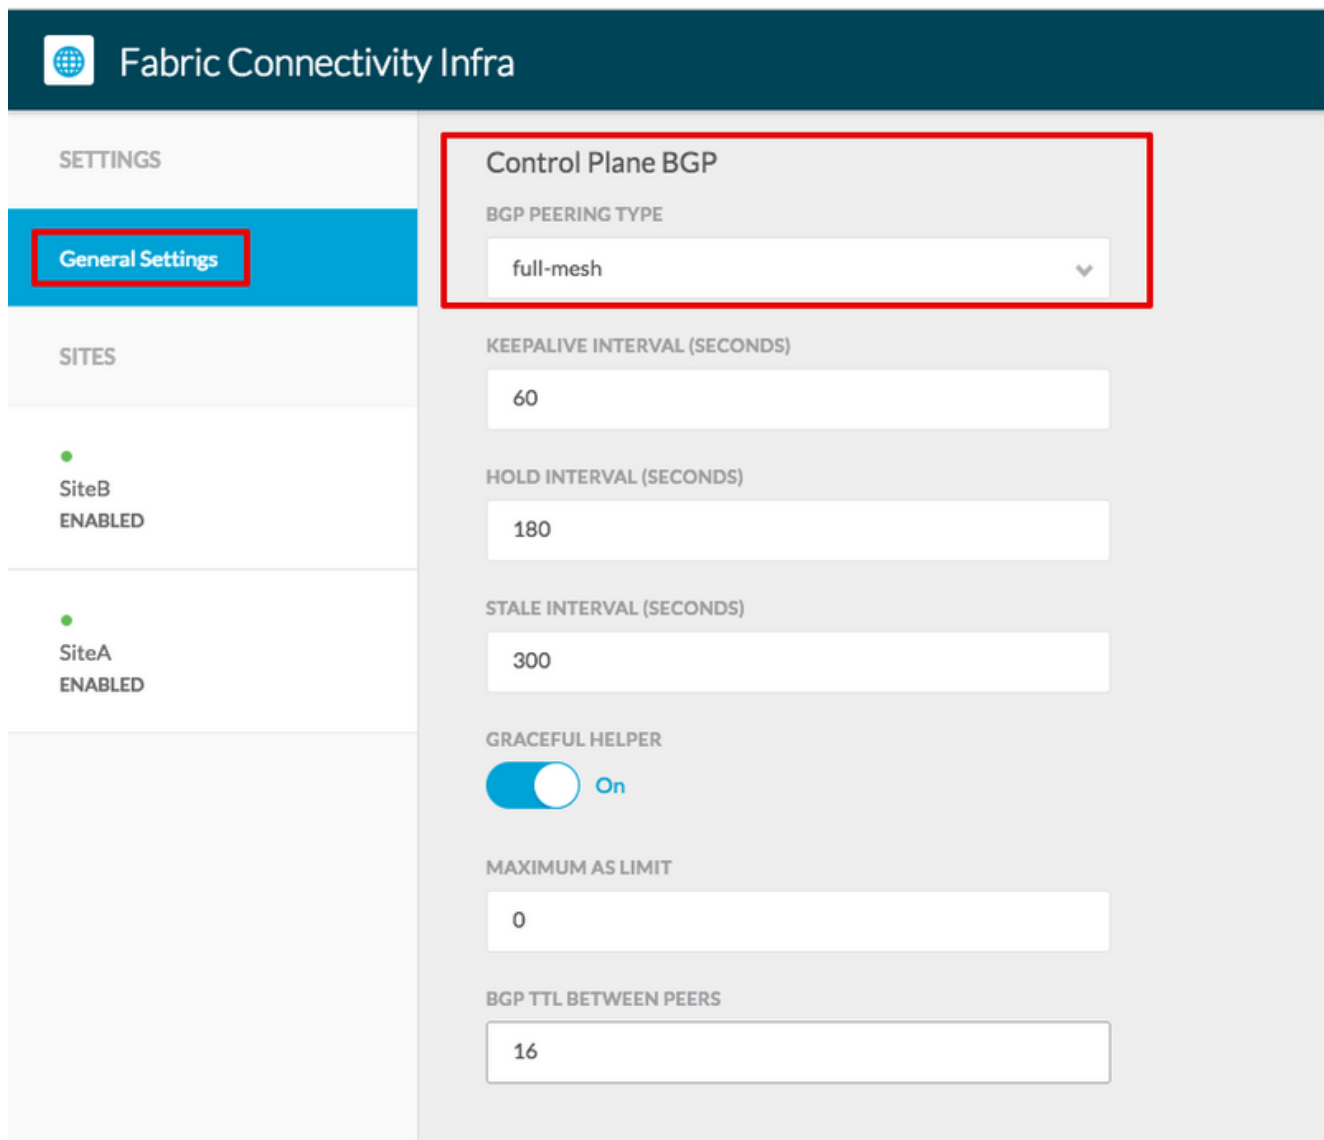 Fabric Connectivity Infra
SETTINGS
General Settings
SITES
SiteB
ENABLED
SiteA
ENABLED
Control Plane BGP
BGP PEERING TYPE
full-mesh
KEEPALIVE INTERVAL (SECONDS)
60
HOLD INTERVAL (SECONDS)
180
STALE INTERVAL (SECONDS)
300
GRACEFUL HELPER
On
MAXIMUM AS LIMIT
0
BGP TTL BETWEEN PEERS
16